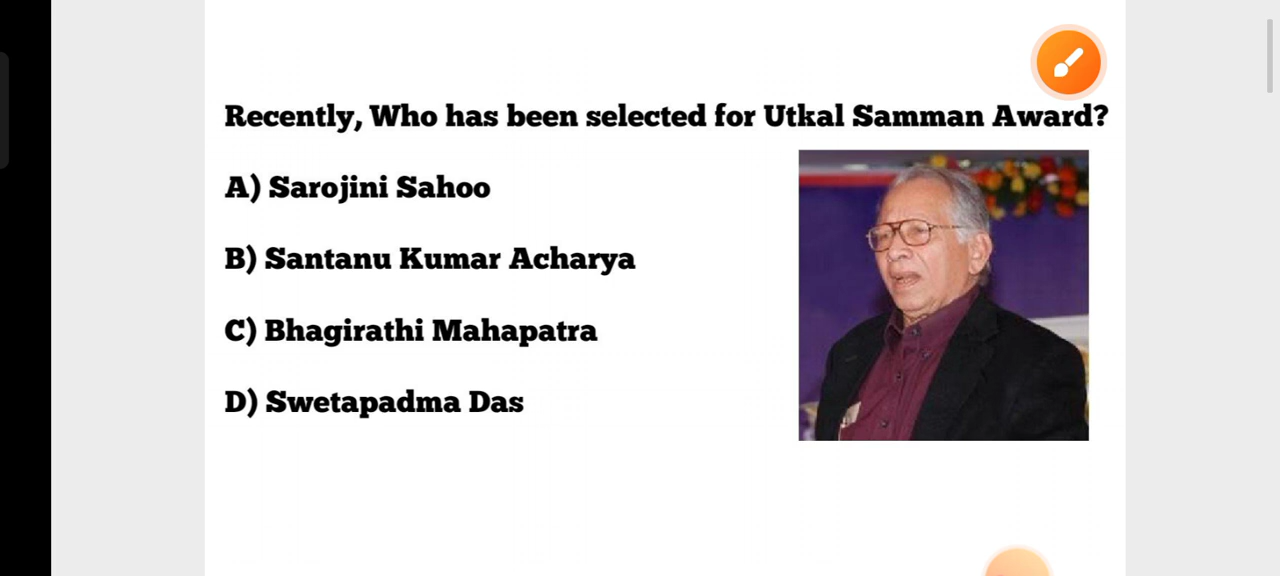 Recently, Who has been selected for Utkal Samman Award?
A) Sarojini Sahoo
B) Santanu Kumar Acharya
C) Bhagirathi Mahapatra
D) Swetapadma Das